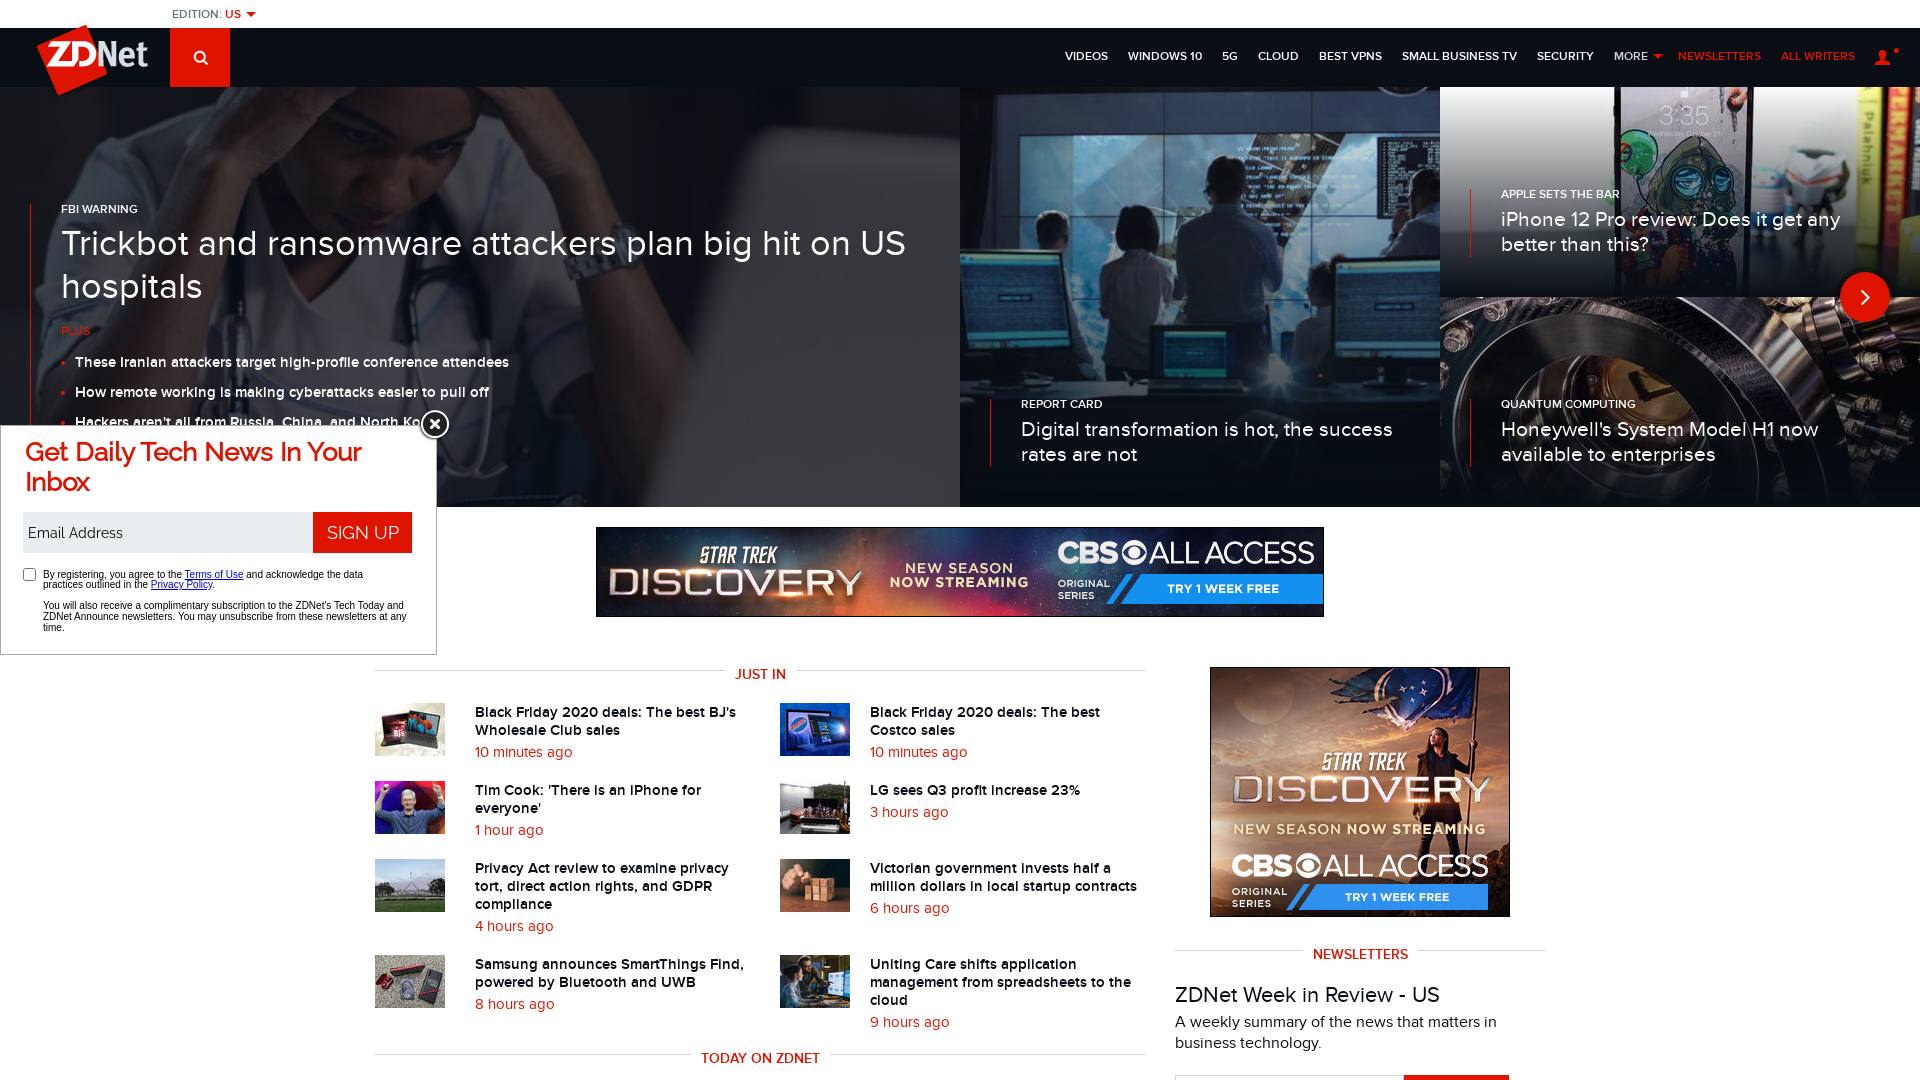 EDITION: US
ZDNet
VIDEOS WINDOWS 10 5G CLOUD BEST VPNS SMALL BUSINESS TV SECURITY MORE NEWSLETTERS ALL WRITERS
FBI WARNING
Trickbot and ransomware attackers plan big hit on US
hospitals
PLUS
These Iranian attackers target high-profile conference attendees
How remote working is making cyberattacks easier to pull off
Hackers aren't all from Russia, China, and North Ko
REPORT CARD
Digital transformation is hot, the success
rates are not
3:35
Wednesday, October 21
APPLE SETS THE BAR
iPhone 12 Pro review: Does it get any
better than this?
Palahniuk
QUANTUM COMPUTING
Honeywell's System Model H1 now
available to enterprises
Get Daily Tech News In Your
Inbox
Email Address
SIGN UP
By registering, you agree to the Terms of Use and acknowledge the data
practices outlined in the Privacy Policy.
You will also receive a complimentary subscription to the ZDNet's Tech Today and
ZDNet Announce newsletters. You may unsubscribe from these newsletters at any
time.
STAR TREK
DISCOVERY
NEW SEASON
NOW STREAMING
CBS ALL ACCESS
ORIGINAL
SERIES
TRY 1 WEEK FREE
JUST IN
Black Friday 2020 deals: The best BJ's
Wholesale Club sales
10 minutes ago
Black Friday 2020 deals: The best
Costco sales
10 minutes ago
Tim Cook: 'There is an iPhone for
everyone'
1 hour ago
LG sees Q3 profit increase 23%
3 hours ago
Privacy Act review to examine privacy
tort, direct action rights, and GDPR
compliance
4 hours ago
Victorian government invests half a
million dollars in local startup contracts
6 hours ago
Samsung announces SmartThings Find,
powered by Bluetooth and UWB
8 hours ago
Uniting Care shifts application
management from spreadsheets to the
cloud
9 hours ago
TODAY ON ZDNET
STAR TREK
DISCOVERY
NEW SEASON NOW STREAMING
CBS ALL ACCESS
ORIGINAL
SERIES
TRY 1 WEEK FREE
NEWSLETTERS
ZDNet Week in Review - US
A weekly summary of the news that matters in
business technology.